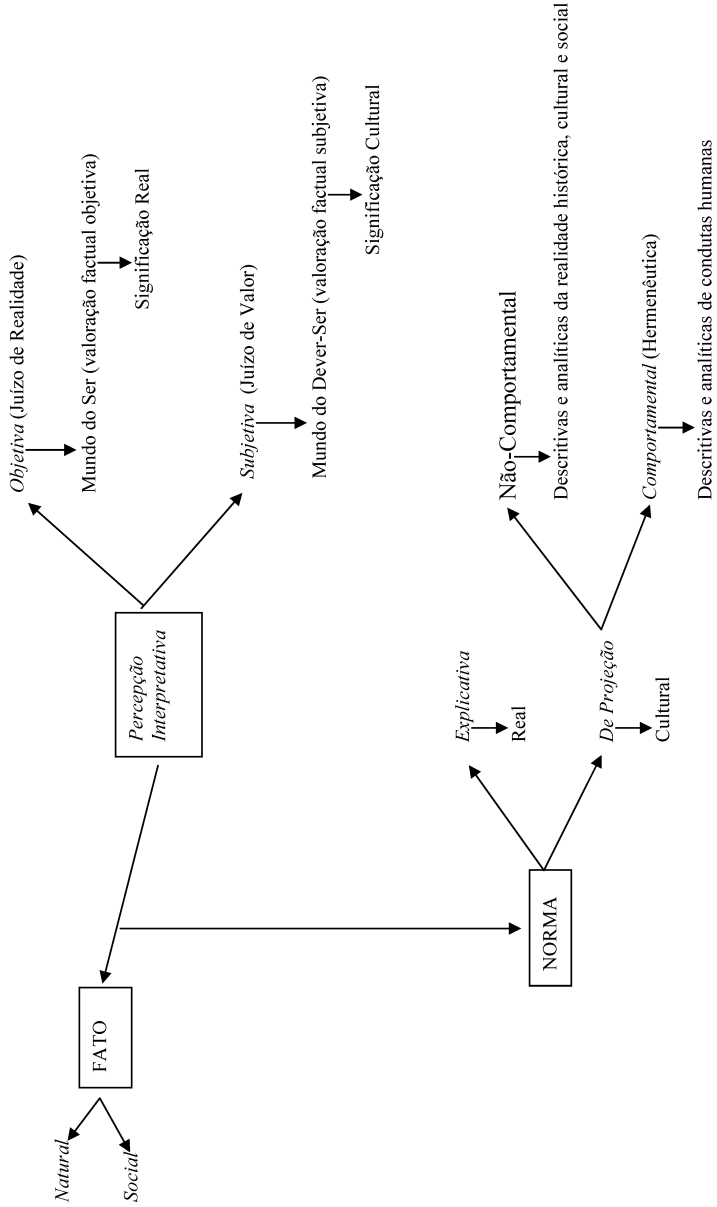 Natural
Social
FATO
Percepção
Interpretativa
Objetiva (Juízo de Realidade)
Mundo do Ser (valoração factual objetiva)
Significação Real
Subjetiva (Juízo de Valor)
Mundo do Dever-Ser (valoração factual subjetiva)
Significação Cultural
NORMA
Explicativa
Real
De Projeção
Cultural
Não-Comportamental
Descritivas e analíticas da realidade histórica, cultural e social
Comportamental (Hermenêutica)
Descritivas e analíticas de condutas humanas